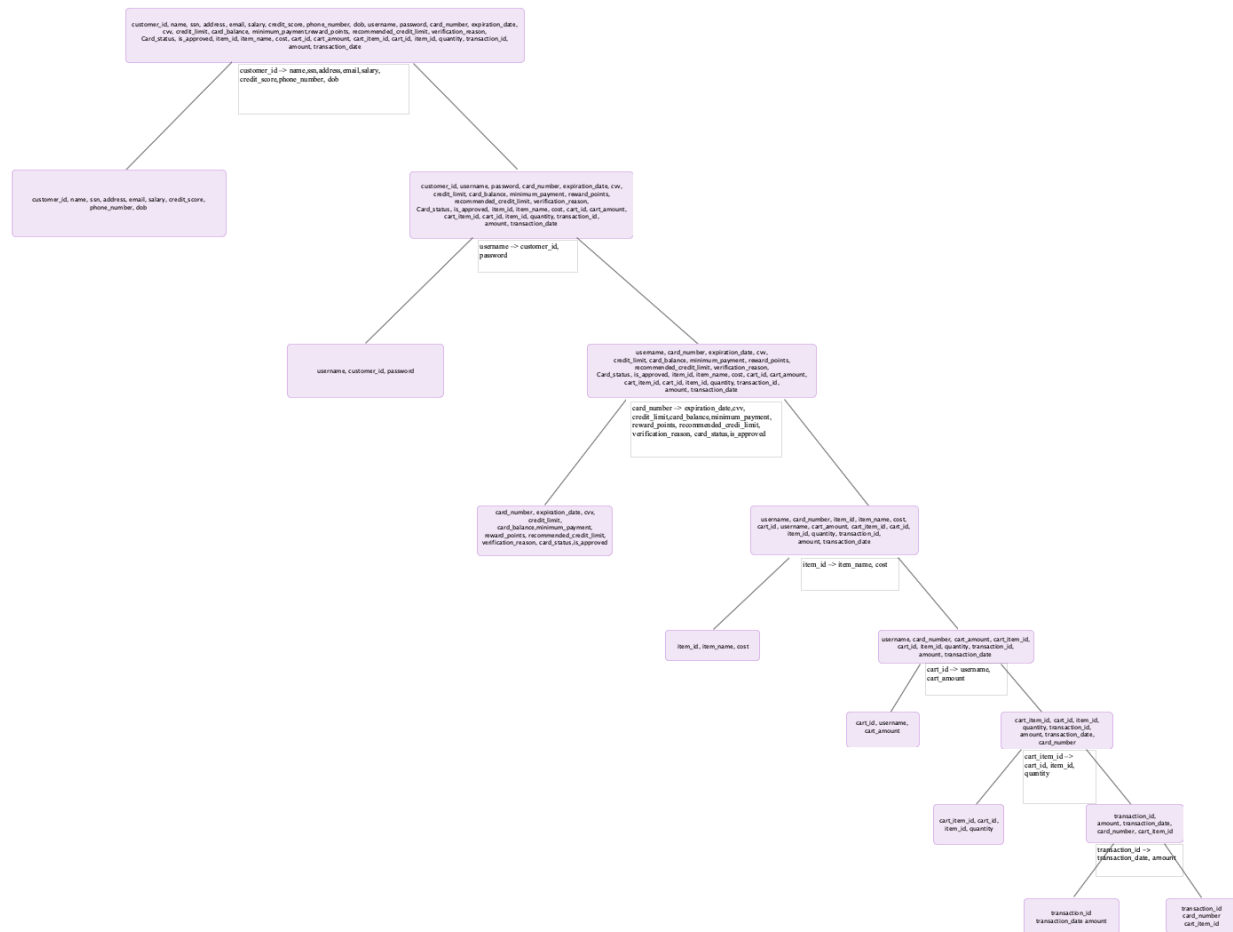 customer_id, name, ssn, address, email, salary, credit_score, phone_number, dob, username, password, card_number, expiration_date,
cvv, credit_limit, card_balance, minimum_payment,reward_points, recommended_credit_limit, verification_reason,
Card_status, is_approved, item_id, item_name, cost, cart_id, cart_amount, cart_item_id, cart_id, item_id, quantity, transaction_id,
amount, transaction_date
customer_id -> name,ssn,address,email,salary,
credit_score,phone_number, dob
customer_id, name, ssn, address, email, salary, credit_score,
phone_number, dob
customer_id, username, password, card_number, expiration_date, cvv,
credit_limit, card_balance, minimum_payment, reward_points,
recommended_credit_limit, verification_reason,
Card_status, is_approved, item_id, item_name, cost, cart_id, cart_amount,
cart_item_id, cart_id, item_id, quantity, transaction_id,
amount, transaction_date
username -> customer_id,
password
username, customer_id, password
username, card_number, expiration_date, cvv,
credit_limit, card_balance, minimum_payment, reward_points,
recommended_credit_limit, verification_reason,
Card_status, is_approved, item_id, item_name, cost, cart_id, cart_amount,
cart_item_id, cart_id, item_id, quantity, transaction_id,
amount, transaction_date
card_number -> expiration_date,cvv,
credit_limit,card_balance,minimum_payment,
reward_points, recommended_credi_limit,
verification_reason, card_status,is_approved
card_number, expiration_date, cvv,
credit_limit,
card_balance,minimum_payment,
reward_points, recommended_credit_limit,
verification_reason, card_status,is_approved
username, card_number, item_id, item_name, cost,
cart_id, username, cart_amount, cart_item_id, cart_id,
item_id, quantity, transaction_id,
amount, transaction_date
item_id -> item_name, cost
item_id, item_name, cost
username, card_number, cart_amount, cart_item_id,
cart_id, item_id, quantity, transaction_id,
amount, transaction_date
cart_id -> username,
cart_amount
cart_id, username,
cart_amount
cart_item_id, cart_id, item_id,
quantity, transaction_id,
amount, transaction_date,
card_number
cart_item_id ->
cart_id, item_id,
quantity
cart_item_id, cart_id,
item_id, quantity
transaction_id,
amount, transaction_date,
card_number, cart_item_id
transaction_id ->
transaction_date, amount
transaction_id
transaction_date amount
transaction_id
card_number
cart_item_id